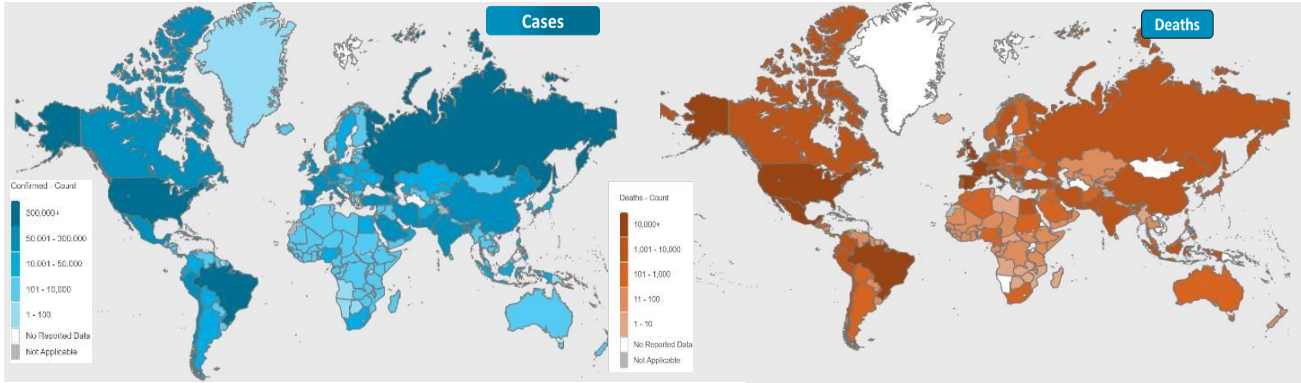 Cases
Deaths
Confirmed - Count
300,000+
50.001 - 300.000
10.001 - 50,000
101 - 10,000
1 - 100
No Reported Data
Not Applicable
Deaths - Count
10,000+
1.001 - 10,000
101 - 1,000
11 - 100
1 - 10
No Reported Data
Not Applicable